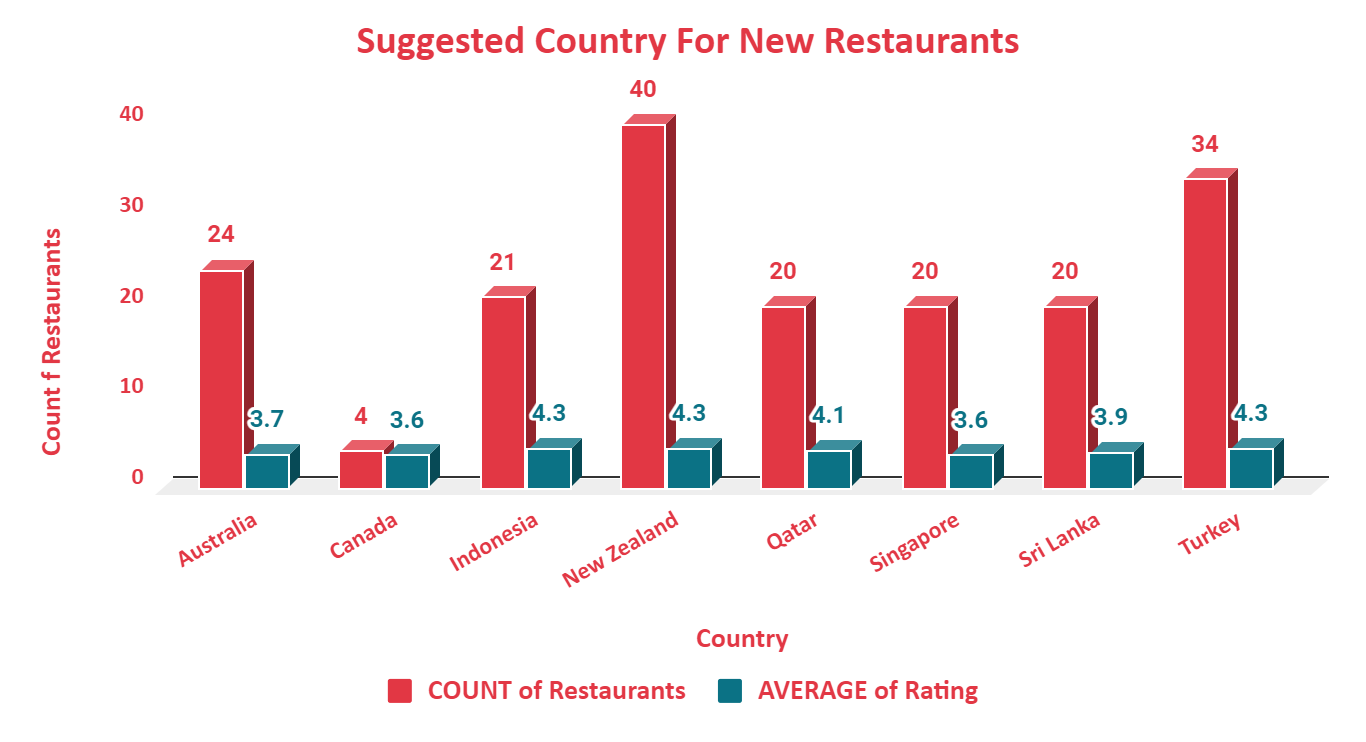 Suggested Country For New Restaurants
Count f Restaurants
40
30
20
10
0
24
3.7
4
3.6
21
4.3
40
4.3
20
4.1
20
3.6
20
3.9
34
4.3
Australia
Canada
Indonesia
New Zealand
Qatar
Singapore
Sri Lanka
Turkey
Country
COUNT of Restaurants
AVERAGE of Rating